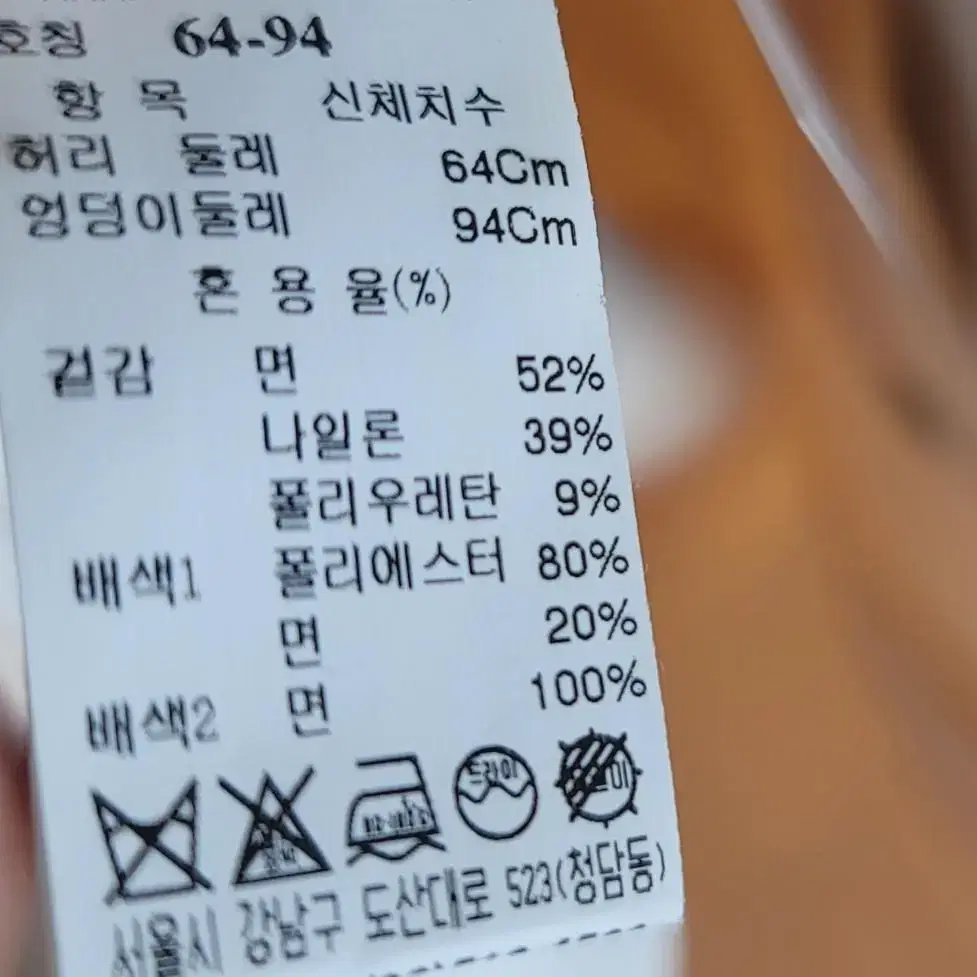 호칭 64-94
항 목 신체치수
허리 둘레 64Cm
엉덩이둘레 94Cm
혼 용 율(%)
겉감 면 52%
나일론 39%
폴리우레탄 9%
배색1 폴리에스터 80%
면 20%
배색2 면 100%
드라이
서울시 강남구 도산대로 523(청담동)